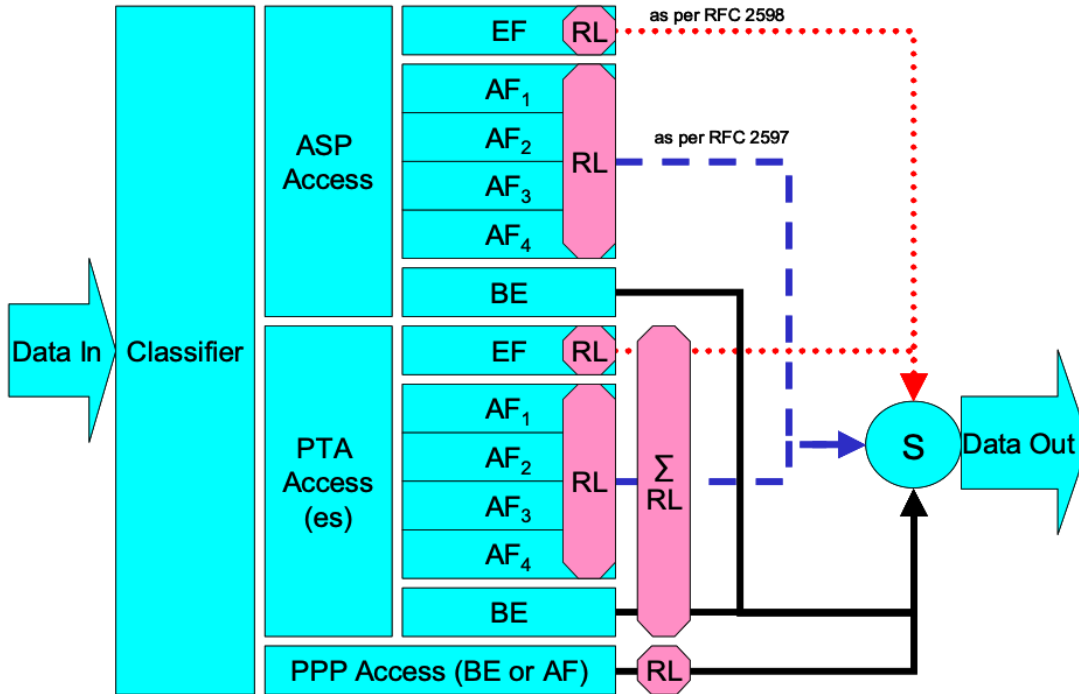 EF
RL
as per RFC 2598
AF₁
AF₂
AF₃
AF₄
RL
as per RFC 2597
ASP
Access
BE
Data In
Classifier
EF
RL
AF₁
AF₂
AF₃
AF₄
RL
PTA
Access
(es)
Σ
RL
S
Data Out
BE
PPP Access (BE or AF)
RL